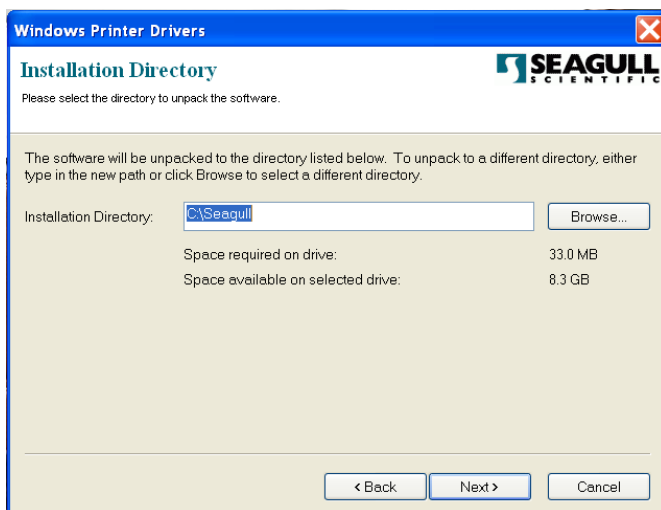 Windows Printer Drivers
Installation Directory
Please select the directory to unpack the software.
SEAGULL
SCIENTIFIC
The software will be unpacked to the directory listed below. To unpack to a different directory, either
type in the new path or click Browse to select a different directory.
Installation Directory: C:\Seagull Browse...
Space required on drive: 33.0 MB
Space available on selected drive: 8.3 GB
< Back Next > Cancel